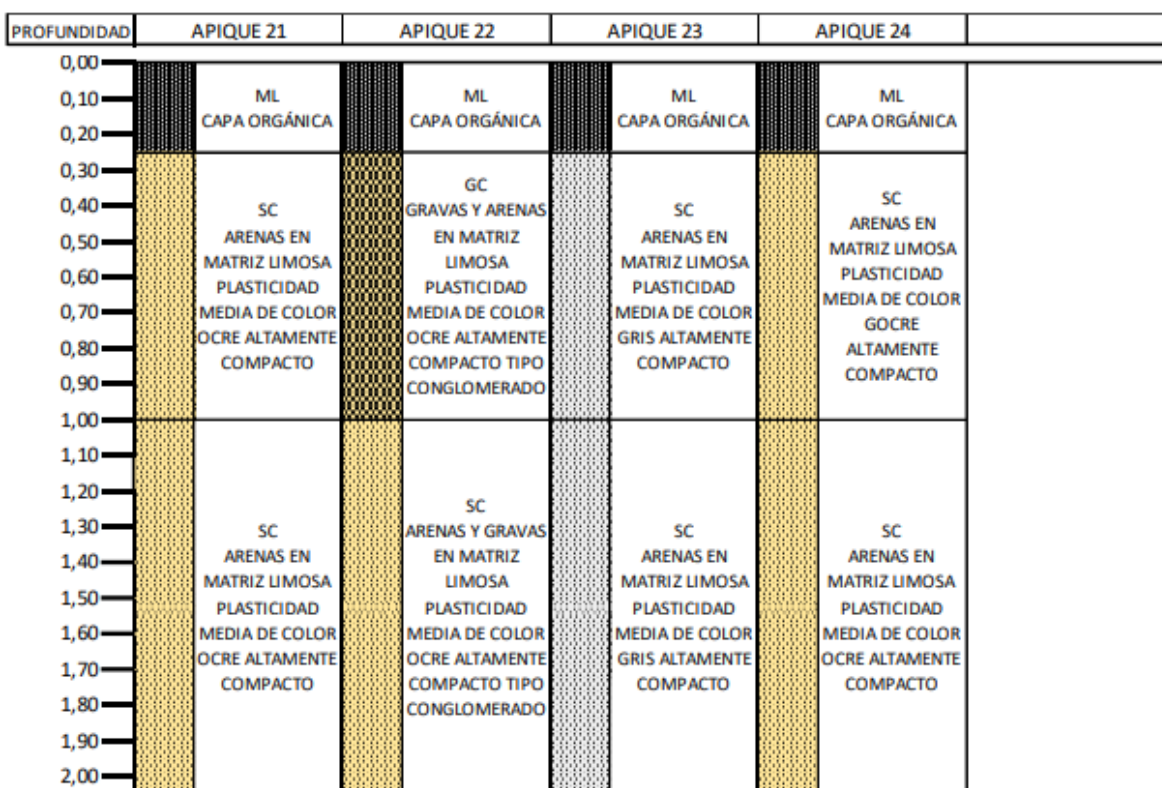 PROFUNDIDAD APIQUE 21 APIQUE 22 APIQUE 23 APIQUE 24
0,00
0,10
0,20
0,30
0,40
0,50
0,60
0,70
0,80
0,90
1,00
1,10
1,20
1,30
1,40
1,50
1,60
1,70
1,80
1,90
2,00
ML
CAPA ORGÁNICA
SC
ARENAS EN
MATRIZ LIMOSA
PLASTICIDAD
MEDIA DE COLOR
OCRE ALTAMENTE
COMPACTO
SC
ARENAS EN
MATRIZ LIMOSA
PLASTICIDAD
MEDIA DE COLOR
OCRE ALTAMENTE
COMPACTO
ML
CAPA ORGÁNICA
GC
GRAVAS Y ARENAS
EN MATRIZ
LIMOSA
PLASTICIDAD
MEDIA DE COLOR
OCRE ALTAMENTE
COMPACTO TIPO
CONGLOMERADO
SC
ARENAS Y GRAVAS
EN MATRIZ
LIMOSA
PLASTICIDAD
MEDIA DE COLOR
OCRE ALTAMENTE
COMPACTO TIPO
CONGLOMERADO
ML
CAPA ORGÁNICA
SC
ARENAS EN
MATRIZ LIMOSA
PLASTICIDAD
MEDIA DE COLOR
GRIS ALTAMENTE
COMPACTO
SC
ARENAS EN
MATRIZ LIMOSA
PLASTICIDAD
MEDIA DE COLOR
GRIS ALTAMENTE
COMPACTO
ML
CAPA ORGÁNICA
SC
ARENAS EN
MATRIZ LIMOSA
PLASTICIDAD
MEDIA DE COLOR
GOCRE
ALTAMENTE
COMPACTO
SC
ARENAS EN
MATRIZ LIMOSA
PLASTICIDAD
MEDIA DE COLOR
OCRE ALTAMENTE
COMPACTO